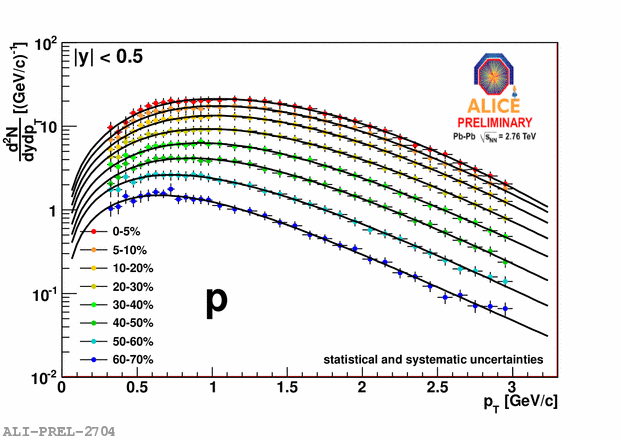 |y| < 0.5
d²N/dydp_T [(GeV/c)⁻¹]
10²
10
1
10⁻¹
10⁻²
ALICE
PRELIMINARY
Pb-Pb √s_NN = 2.76 TeV
0-5%
5-10%
10-20%
20-30%
30-40%
40-50%
50-60%
60-70%
p
statistical and systematic uncertainties
0 0.5 1 1.5 2 2.5 3
p_T [GeV/c]
ALI-PREL-2704